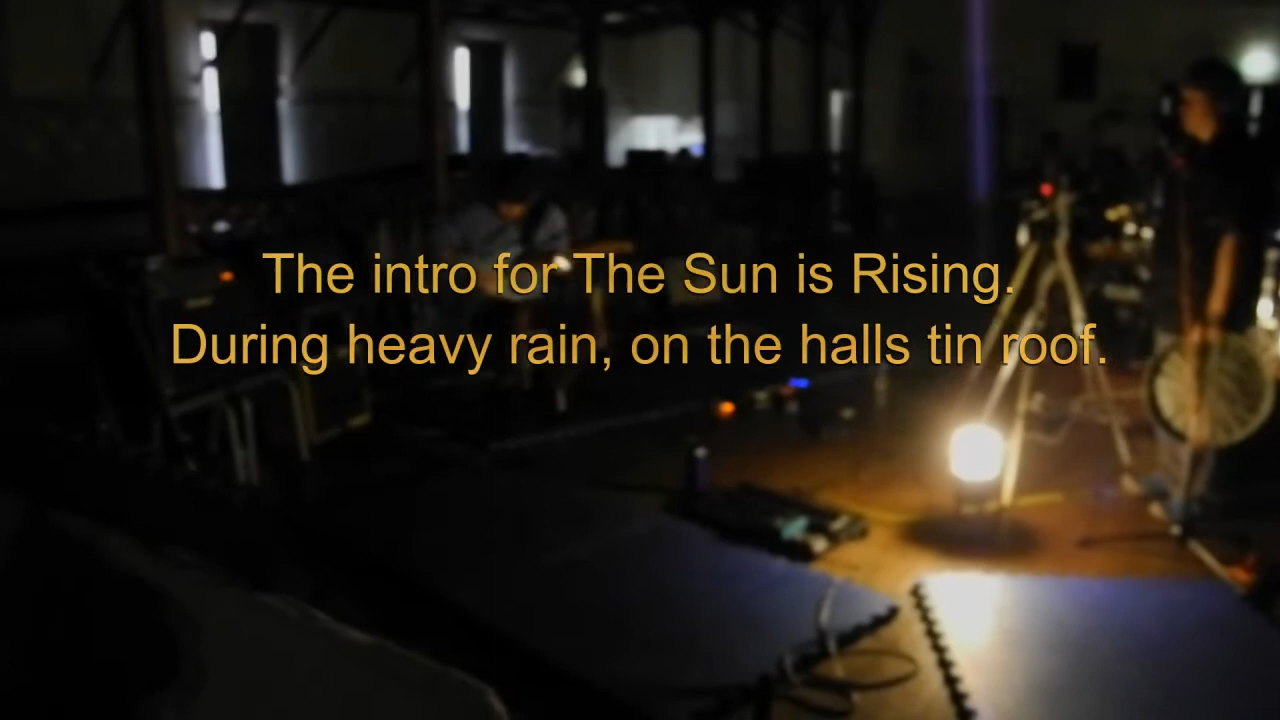 The intro for The Sun is Rising.
During heavy rain, on the halls tin roof.